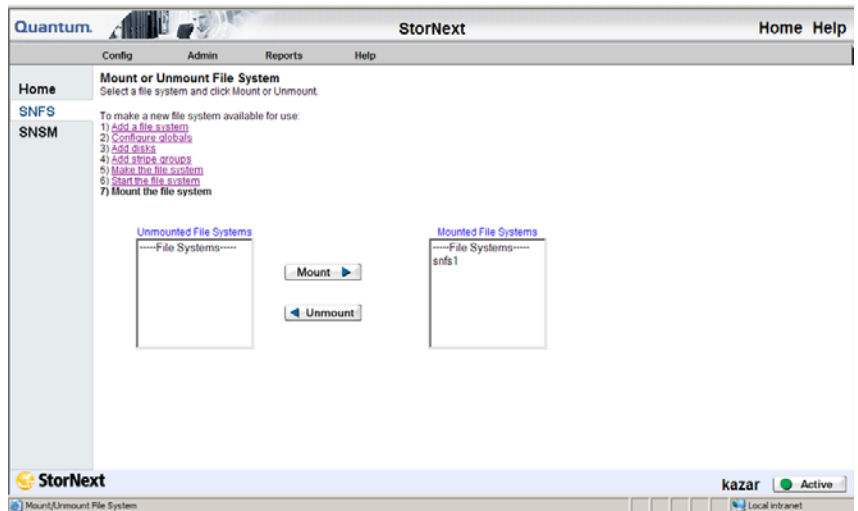 Quantum.
StorNext
Home Help
Config Admin Reports Help
Home
SNFS
SNSM
Mount or Unmount File System
Select a file system and click Mount or Unmount.
To make a new file system available for use:
1) Add a file system
2) Configure globals
3) Add disks
4) Add stripe groups
5) Make the file system
6) Start the file system
7) Mount the file system
Unmounted File Systems
-----File Systems-----
Mount
Unmount
Mounted File Systems
-----File Systems-----
snfs1
StorNext
kazar
Active
Mount/Unmount File System
Local intranet